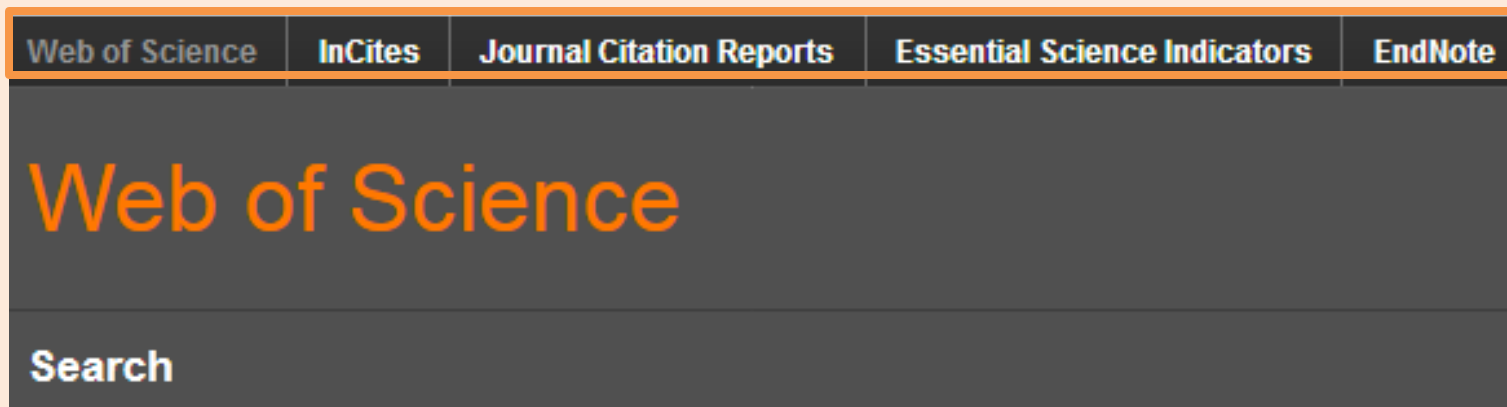 Web of Science InCites Journal Citation Reports Essential Science Indicators EndNote
Web of Science
Search